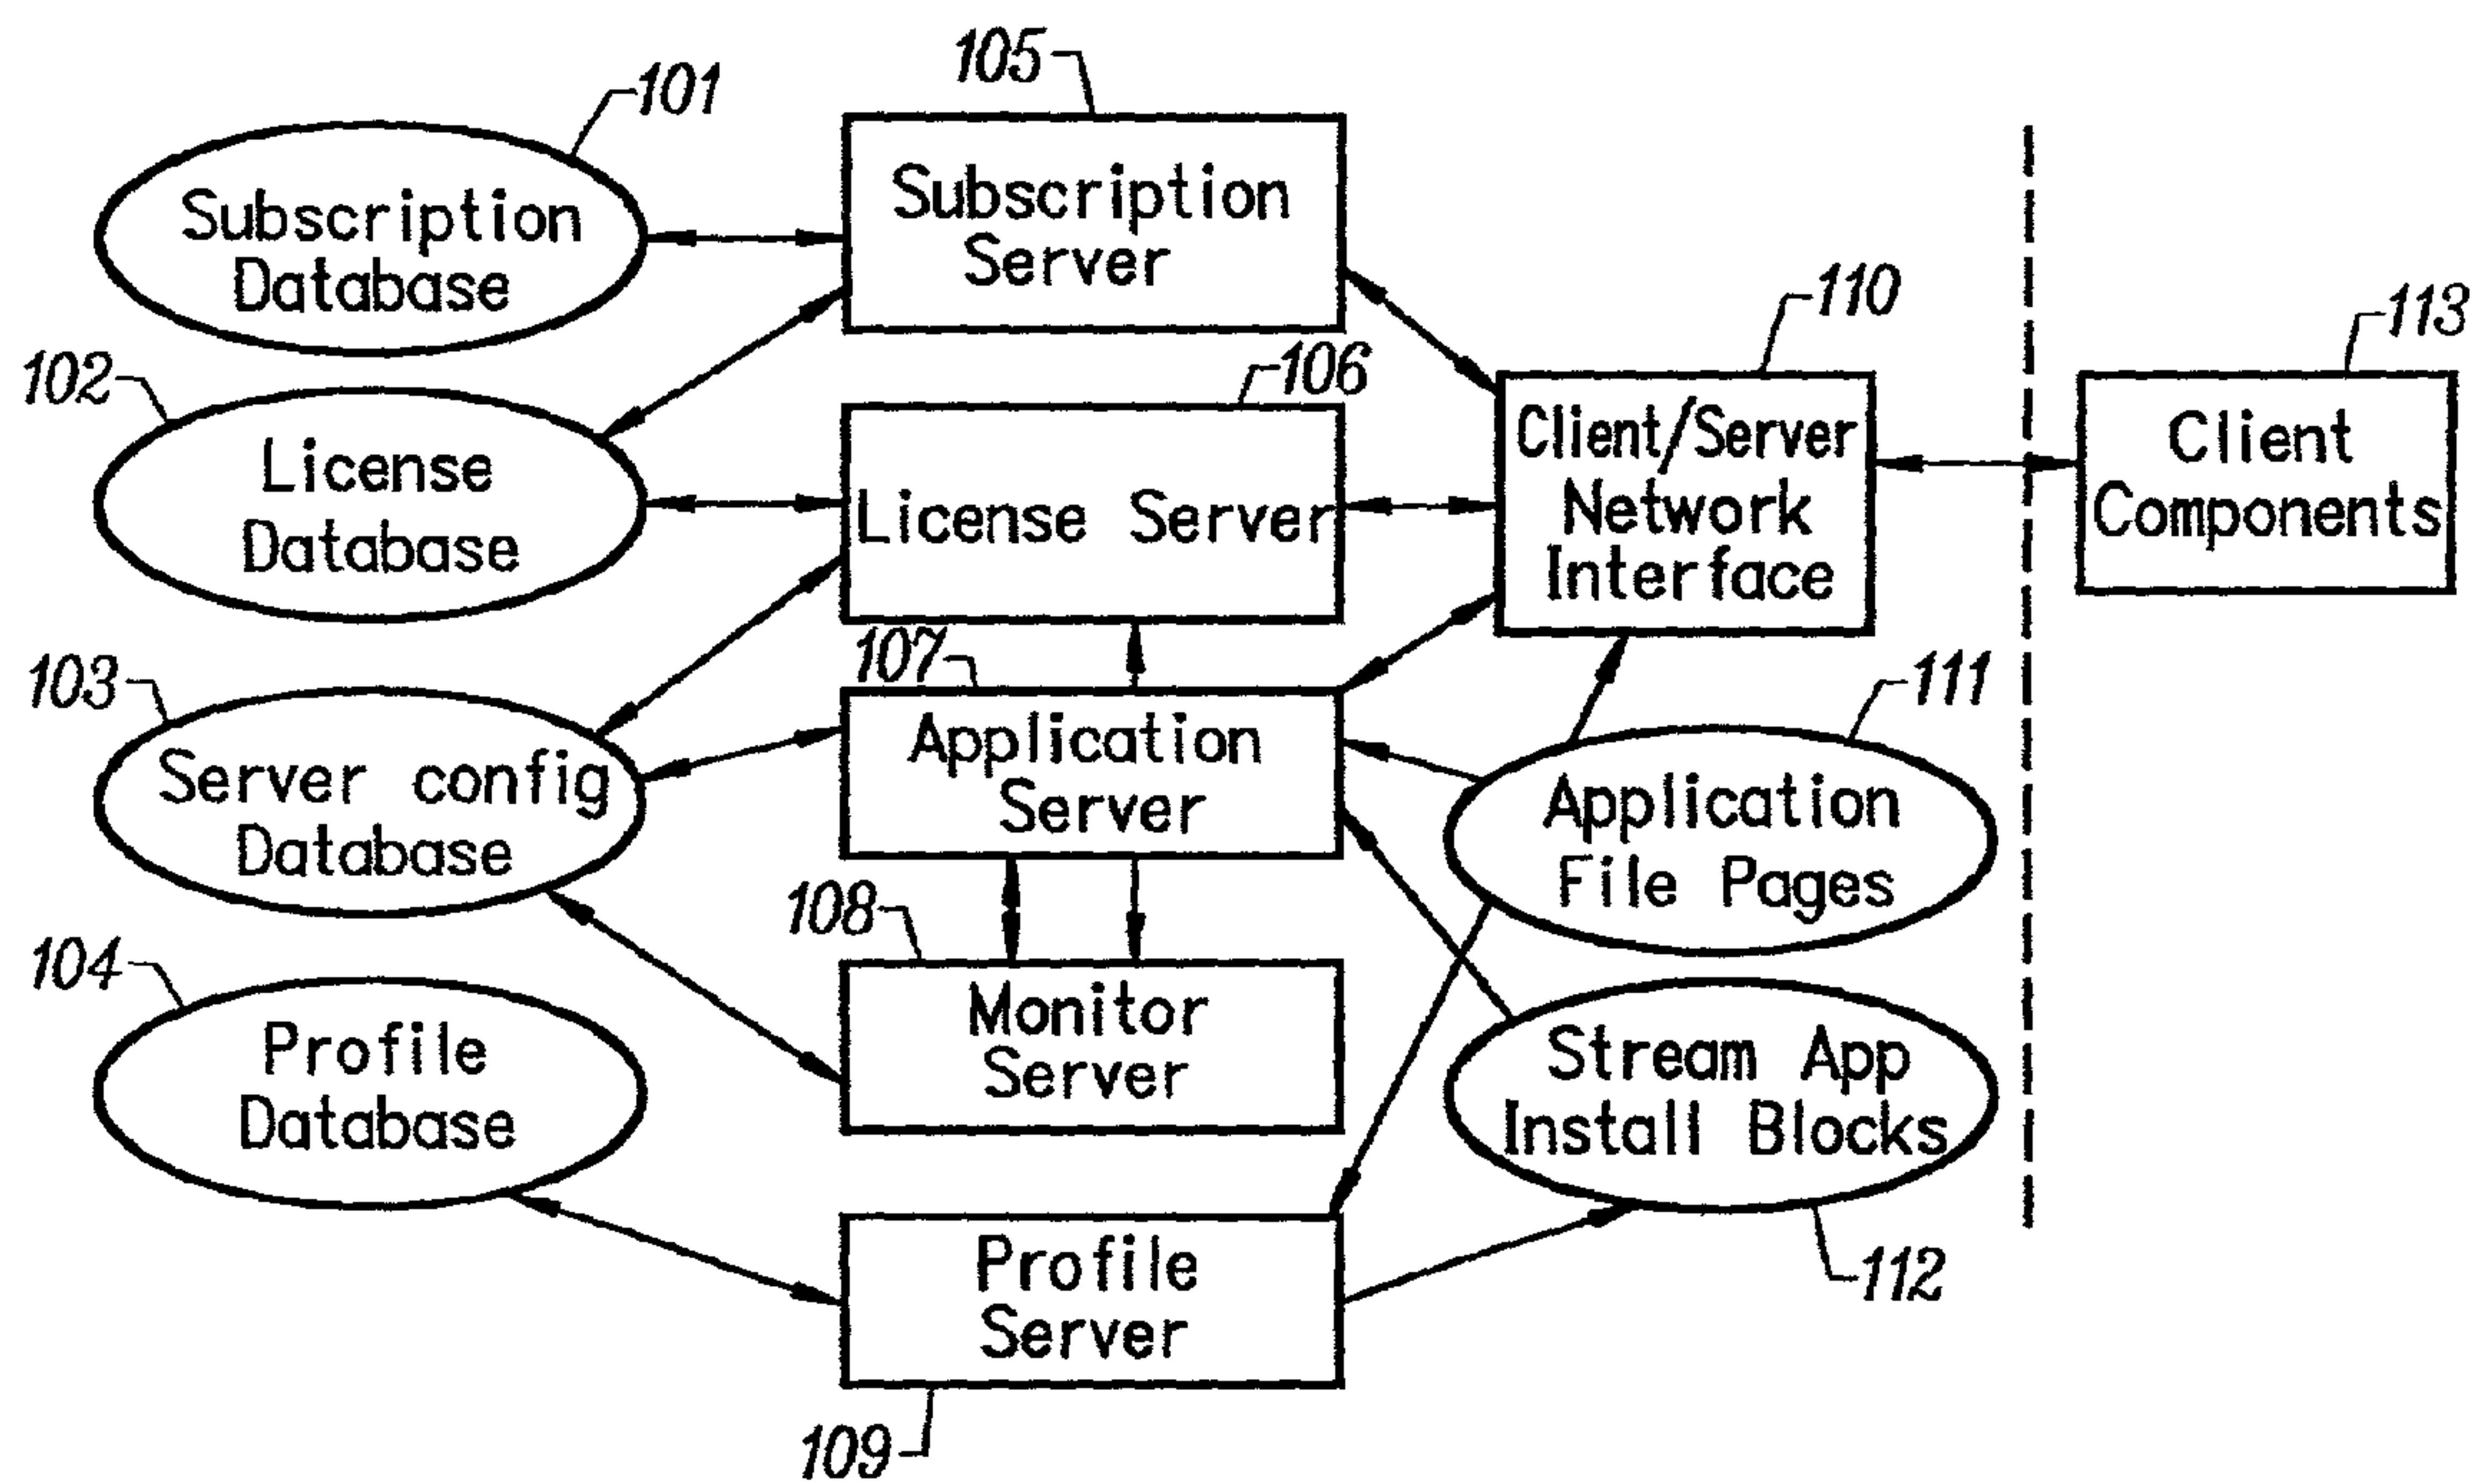 105
101
Subscription
Database
Subscription
Server
110
113
102
106
License
Database
License Server
Client/Server
Network
Interface
Client
Components
103
107
111
Server config
Database
Application
Server
Application
File Pages
108
104
Profile
Database
Monitor
Server
Stream App
Install Blocks
Profile
Server
112
109